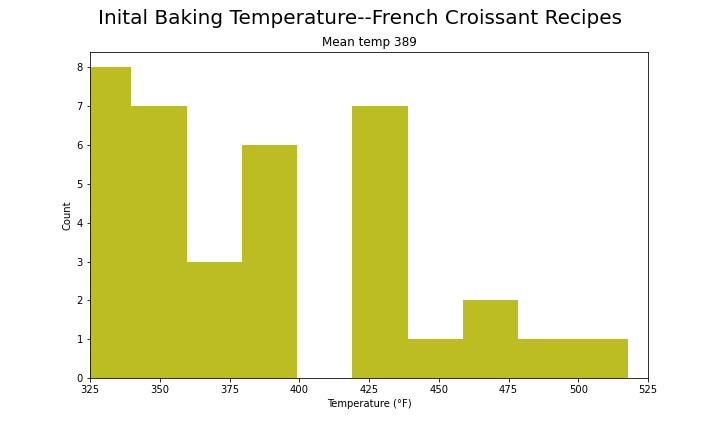 Inital Baking Temperature--French Croissant Recipes
Mean temp 389
8
7
6
5
4
3
2
1
0
Count
325 350 375 400 425 450 475 500 525
Temperature (°F)